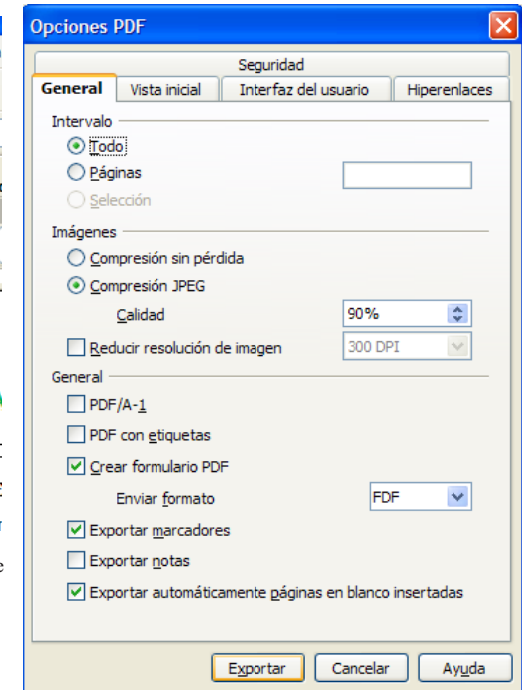 Opciones PDF
Seguridad
General Vista inicial Interfaz del usuario Hiperenlaces
Intervalo
Todo
Páginas
Selección
Imágenes
Compresión sin pérdida
Compresión JPEG
Calidad 90%
Reducir resolución de imagen 300 DPI
General
PDF/A-1
PDF con etiquetas
Crear formulario PDF
Enviar formato FDF
Exportar marcadores
Exportar notas
Exportar automáticamente páginas en blanco insertadas
Exportar Cancelar Ayuda